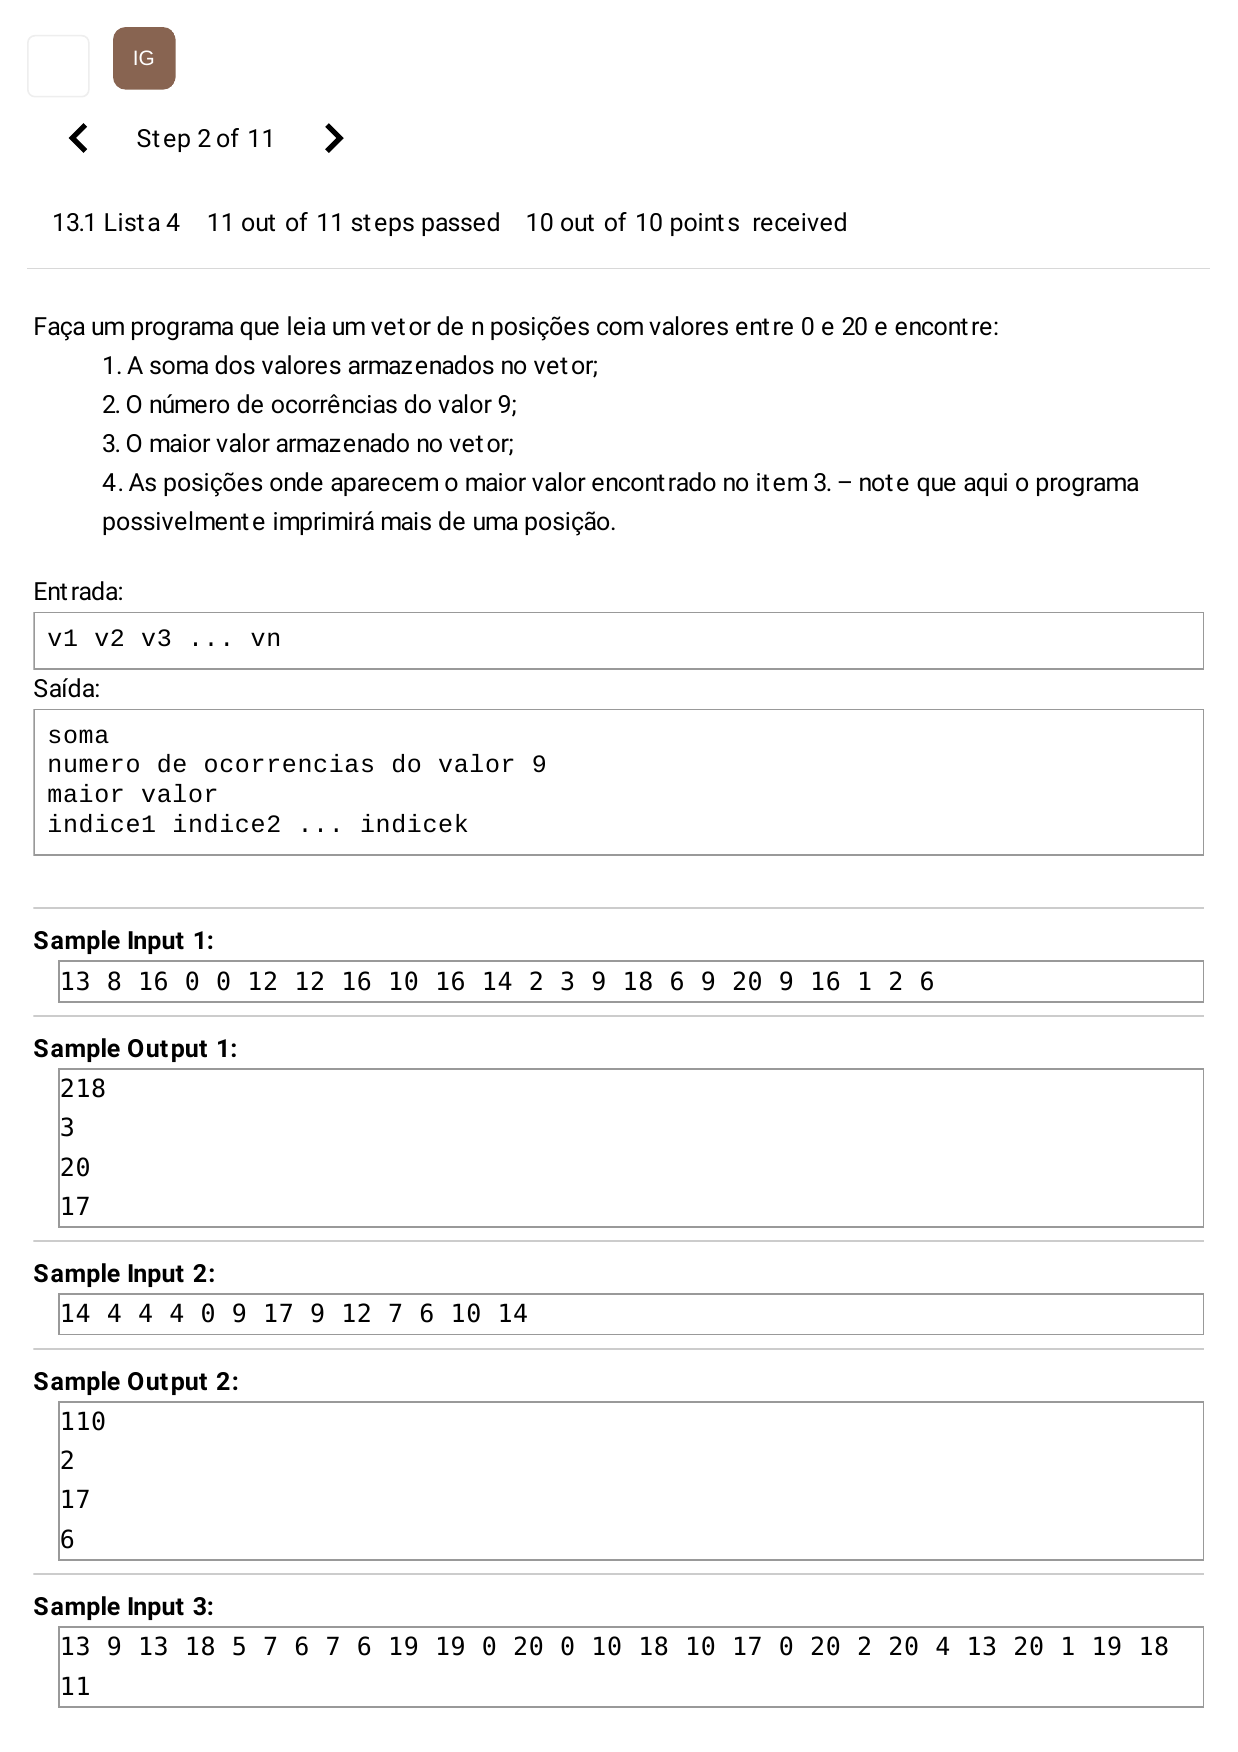 IG
Step 2 of 11
13.1 Lista 4 11 out of 11 steps passed 10 out of 10 points received
Faça um programa que leia um vetor de n posições com valores entre 0 e 20 e encontre:
1. A soma dos valores armazenados no vetor;
2. O número de ocorrências do valor 9;
3. O maior valor armazenado no vetor;
4. As posições onde aparecem o maior valor encontrado no item 3. – note que aqui o programa
possivelmente imprimirá mais de uma posição.
Entrada:
v1 v2 v3 ... vn
Saída:
soma
numero de ocorrencias do valor 9
maior valor
indice1 indice2 ... indicek
Sample Input 1:
13 8 16 0 0 12 12 16 10 16 14 2 3 9 18 6 9 20 9 16 1 2 6
Sample Output 1:
218
3
20
17
Sample Input 2:
14 4 4 4 0 9 17 9 12 7 6 10 14
Sample Output 2:
110
2
17
6
Sample Input 3:
13 9 13 18 5 7 6 7 6 19 19 0 20 0 10 18 10 17 0 20 2 20 4 13 20 1 19 18
11